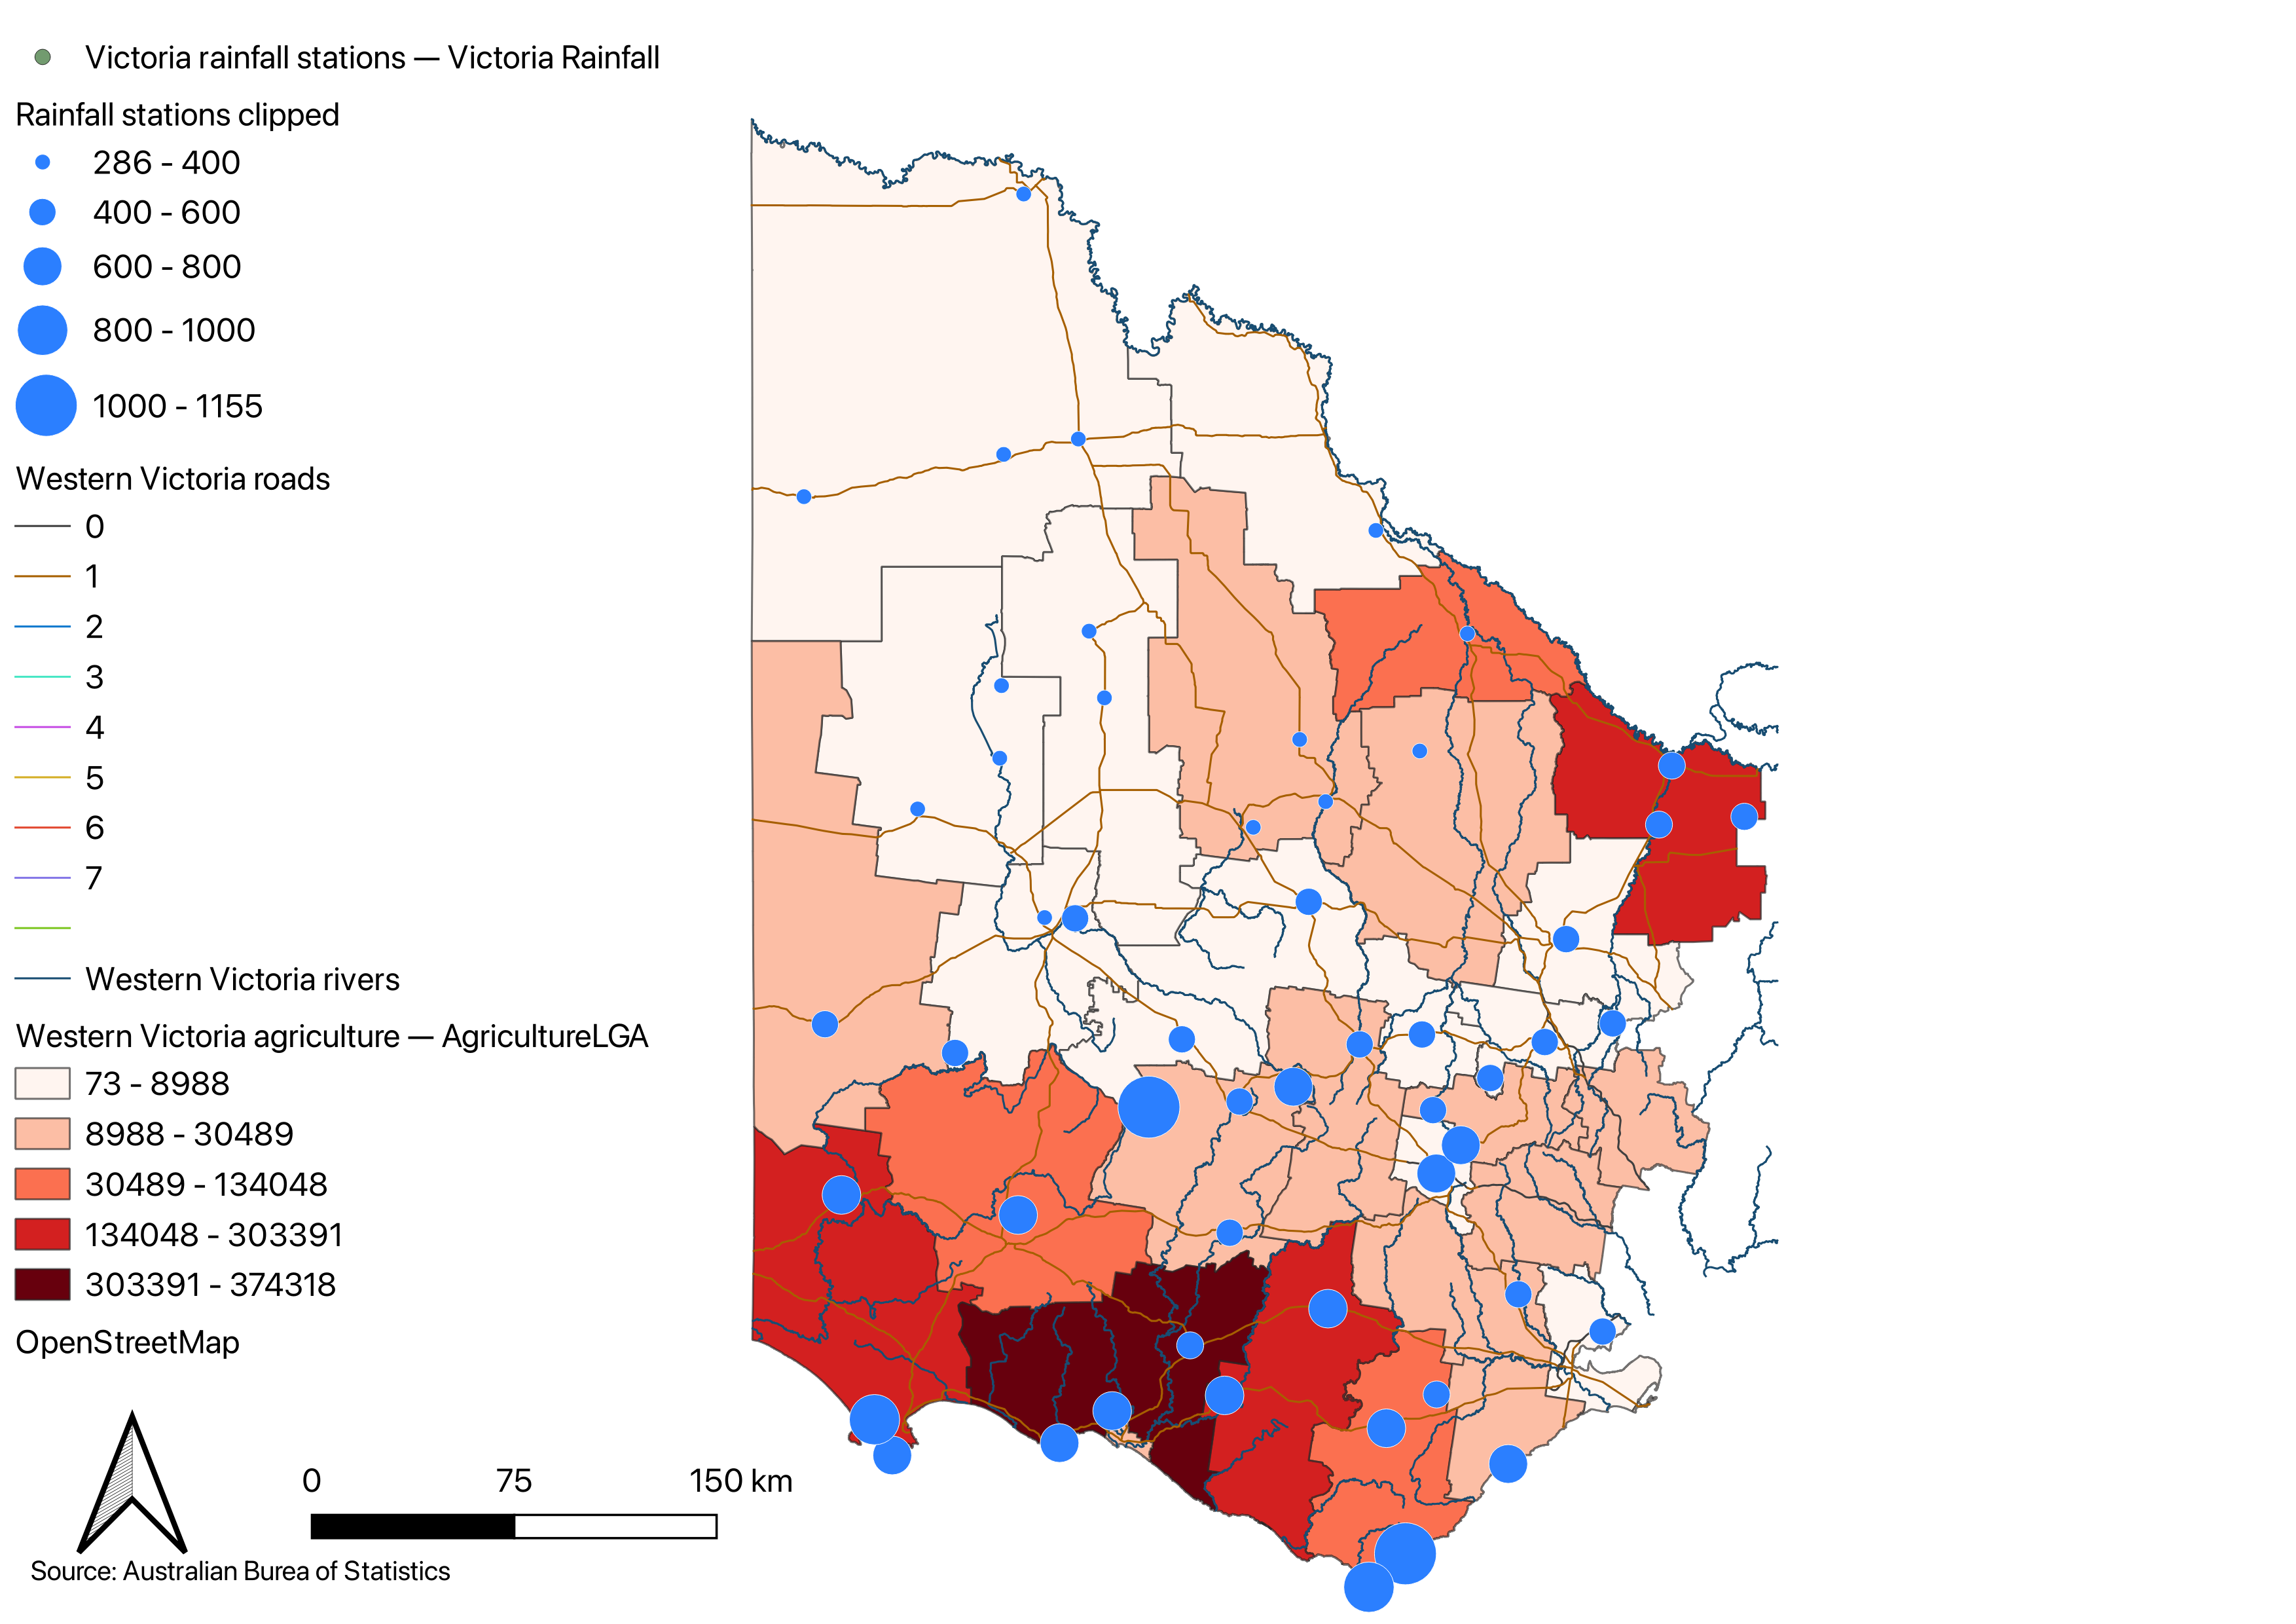 Victoria rainfall stations — Victoria Rainfall
Rainfall stations clipped
286 - 400
400 - 600
600 - 800
800 - 1000
1000 - 1155
Western Victoria roads
0
1
2
3
4
5
6
7
Western Victoria rivers
Western Victoria agriculture — AgricultureLGA
73 - 8988
8988 - 30489
30489 - 134048
134048 - 303391
303391 - 374318
OpenStreetMap
0 75 150 km
Source: Australian Burea of Statistics